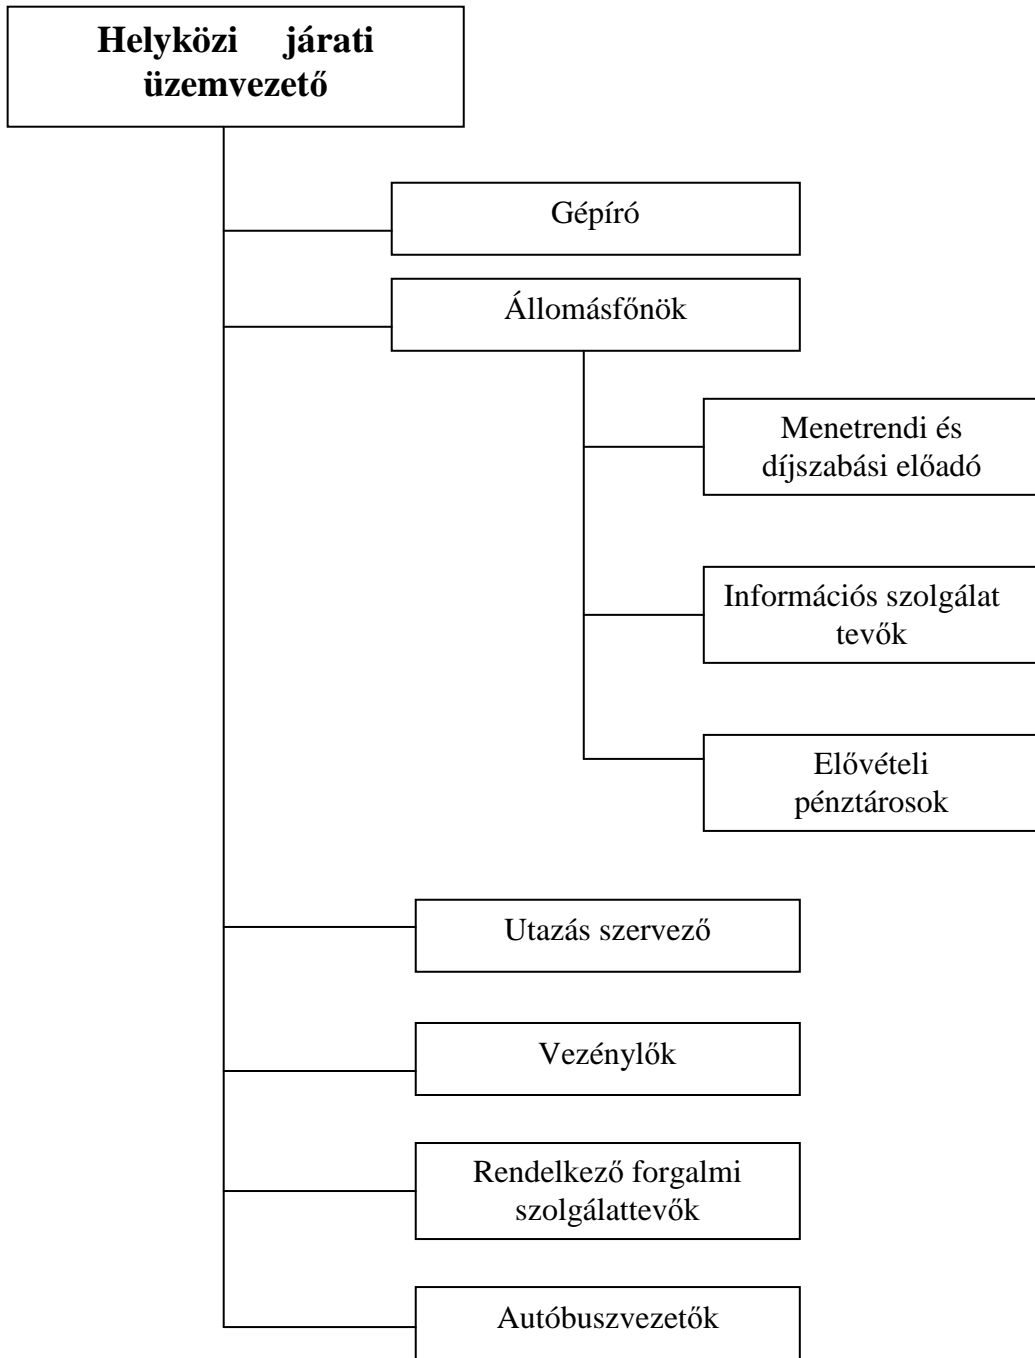 Helyközi járati
üzemvezető
Gépíró
Állomásfőnök
Menetrendi és
díjszabási előadó
Információs szolgálat
tevők
Elővételi
pénztárosok
Utazás szervező
Vezénylők
Rendelkező forgalmi
szolgálattevők
Autóbuszvezetők